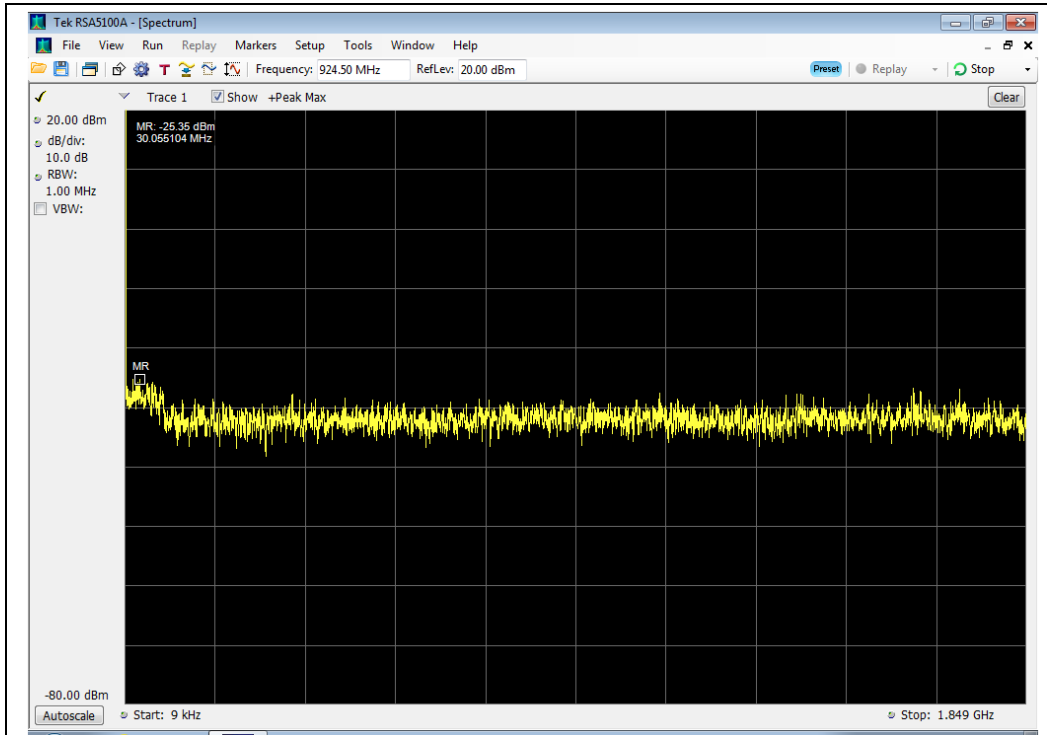 Tek RSA5100A - [Spectrum]
File View Run Replay Markers Setup Tools Window Help
T Frequency: 924.50 MHz RefLev: 20.00 dBm Preset Replay Stop
Trace 1 Show +Peak Max Clear
20.00 dBm
dB/div:
10.0 dB
RBW:
1.00 MHz
VBW:
MR: -25.35 dBm
30.055104 MHz
MR
-80.00 dBm
Autoscale Start: 9 kHz Stop: 1.849 GHz